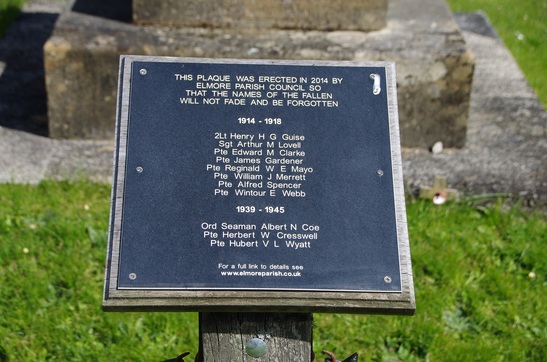 THIS PLAQUE WAS ERECTED IN 2014 BY
ELMORE PARISH COUNCIL SO
THAT THE NAMES OF THE FALLEN
WILL NOT FADE AND BE FORGOTTEN
1914 - 1918
2Lt Henry H G Guise
Sgt Arthur M Lovell
Pte Edward M Clarke
Pte James Gardener
Pte Reginald W E Mayo
Pte William J Merrett
Pte Alfred Spencer
Pte Wintour E Webb
1939 - 1945
Ord Seaman Albert N Coe
Pte Herbert W Cresswell
Pte Hubert V L Wyatt
For a full link to details see
www.elmoreparish.co.uk